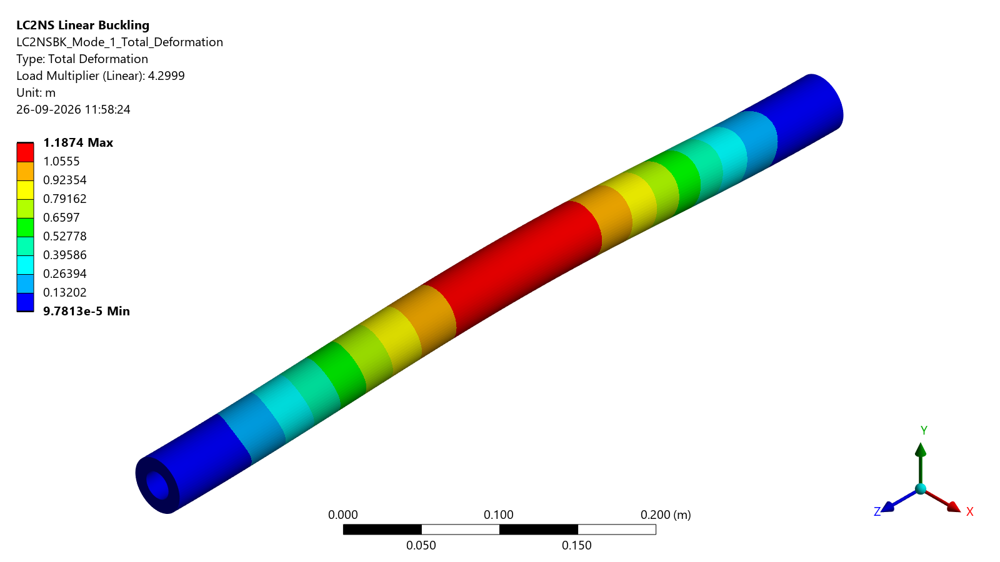 LC2NS Linear Buckling
LC2NSBK_Mode_1_Total_Deformation
Type: Total Deformation
Load Multiplier (Linear): 4.2999
Unit: m
26-09-2026 11:58:24
1.1874 Max
1.0555
0.92354
0.79162
0.6597
0.52778
0.39586
0.26394
0.13202
9.7813e-5 Min
Y
Z
X
0.000
0.100
0.200 (m)
0.050
0.150